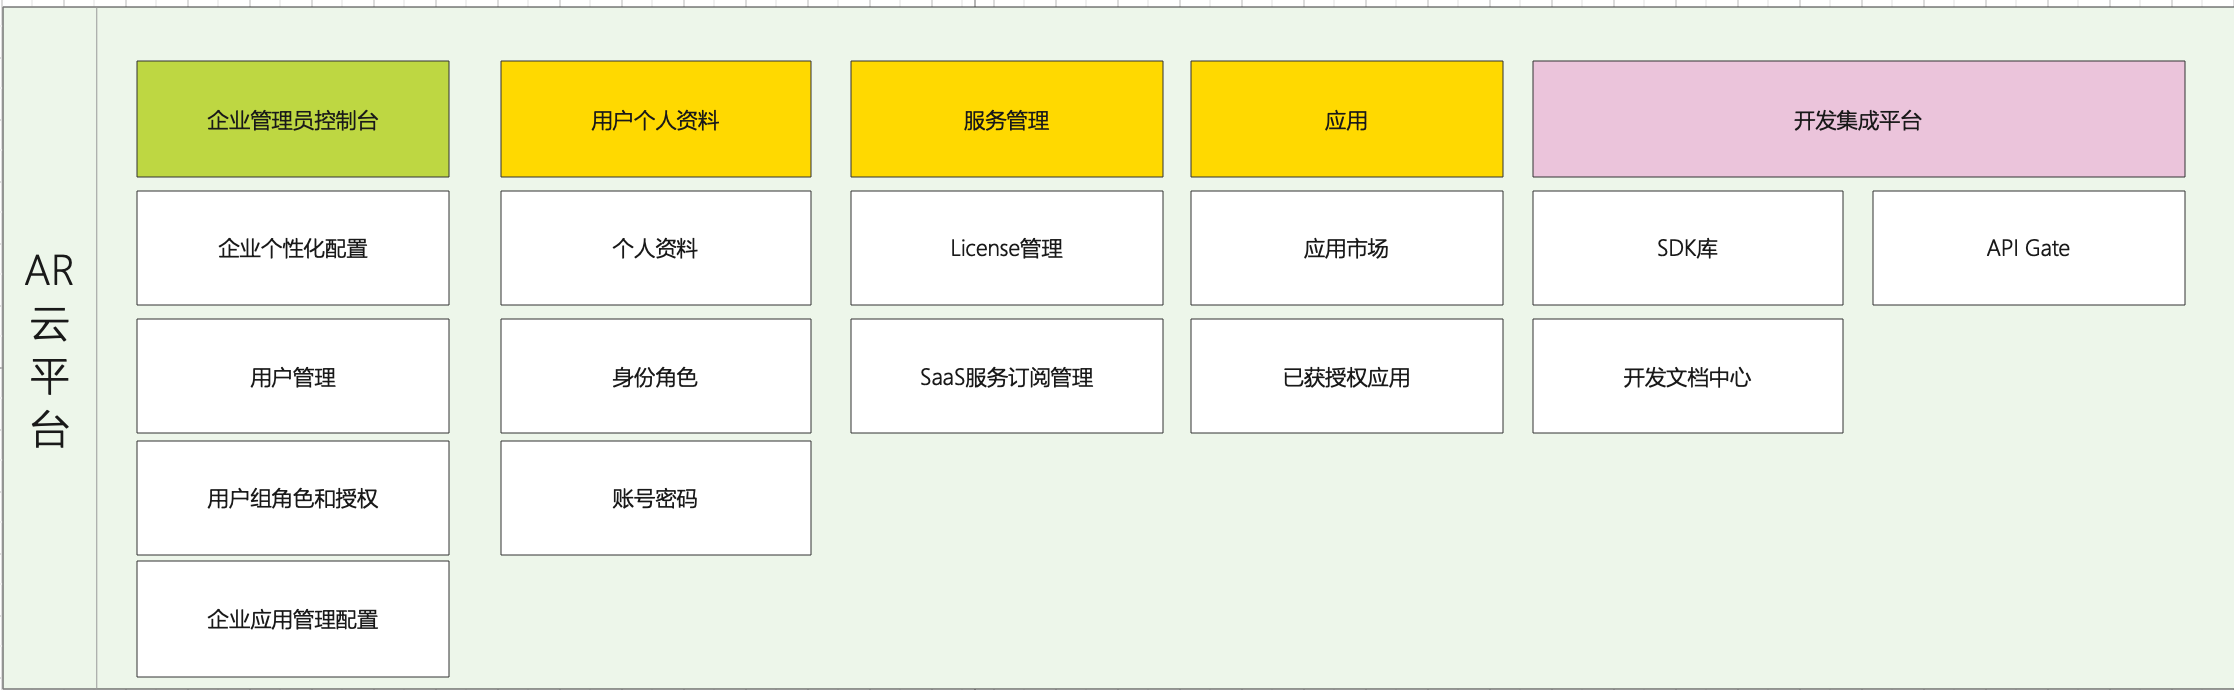 AR
云
平
台
企业管理员控制台
用户个人资料
服务管理
应用
开发集成平台
企业个性化配置
个人资料
License管理
应用市场
SDK库
API Gate
用户管理
身份角色
SaaS服务订阅管理
已获授权应用
开发文档中心
用户组角色和授权
账号密码
企业应用管理配置